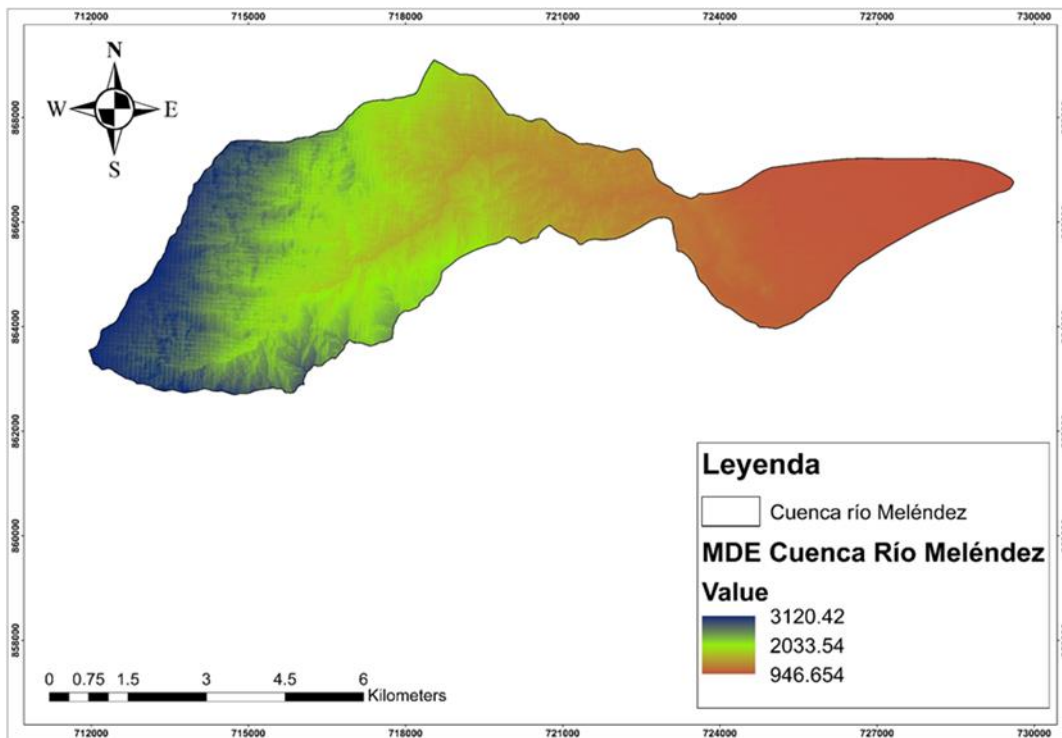 712000 715000 718000 721000 724000 727000 730000
N
W E
S
868000
866000
864000
862000
860000
858000
Leyenda
Cuenca río Meléndez
MDE Cuenca Río Meléndez
Value
3120.42
2033.54
946.654
0 0.75 1.5 3 4.5 6
Kilometers
712000 715000 718000 721000 724000 727000 730000